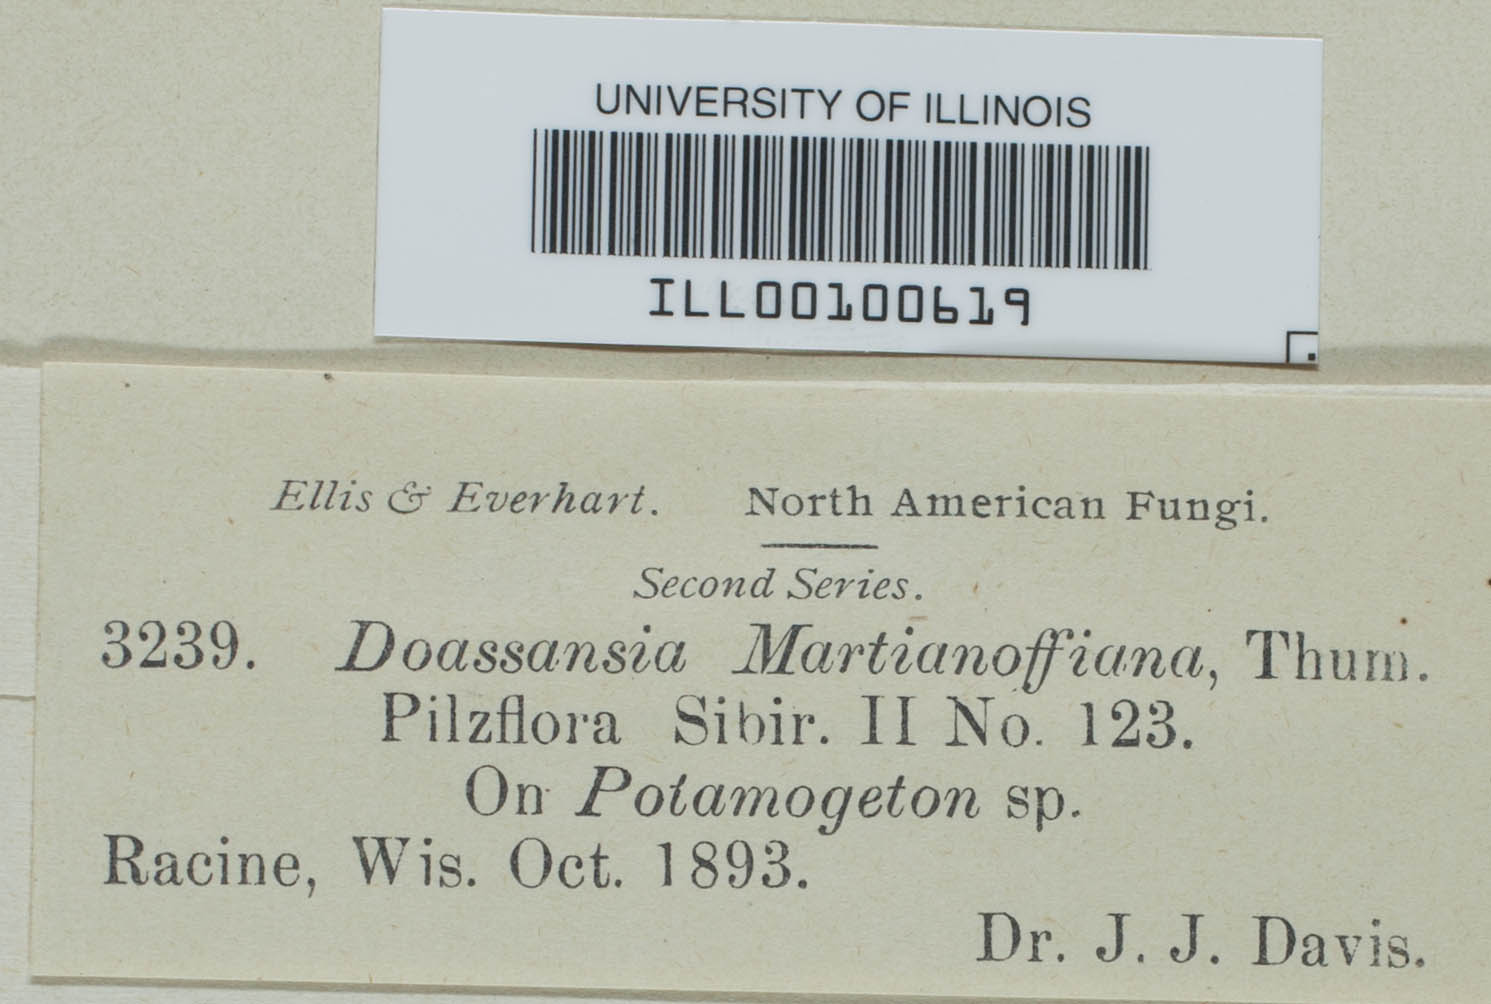 UNIVERSITY OF ILLINOIS
ILL00100619
Ellis & Everhart. North American Fungi.
Second Series.
3239. Doassansia Martianoffiana, Thum.
Pilzflora Sibir. II No. 123.
On Potamogeton sp.
Racine, Wis. Oct. 1893.
Dr. J. J. Davis.